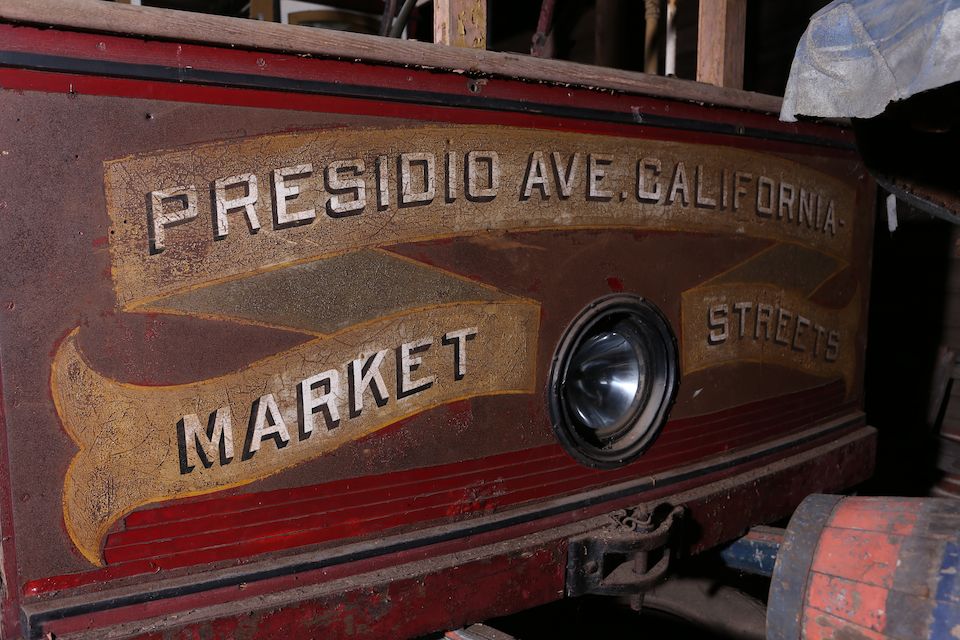 PRESIDIO AVE. CALIFORNIA-
MARKET STREETS